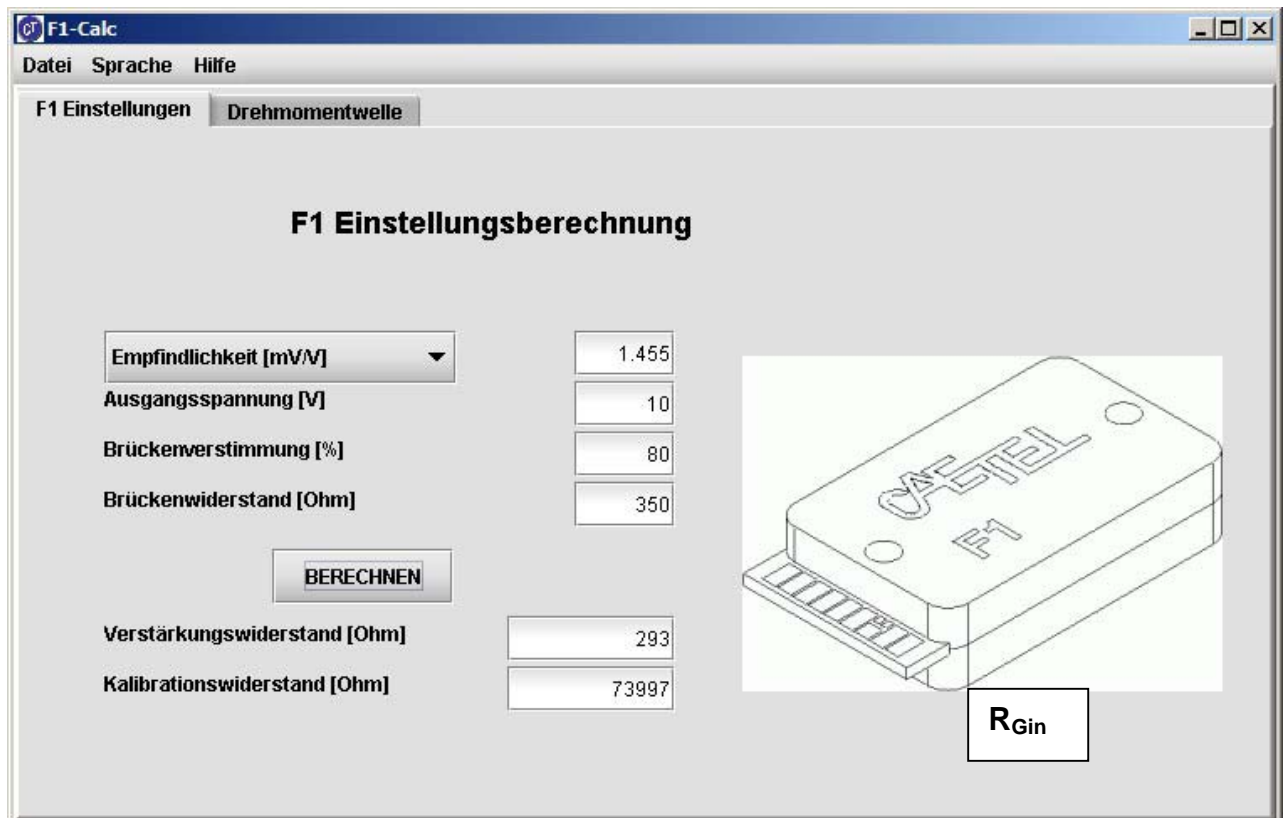 CT F1-Calc
Datei Sprache Hilfe
F1 Einstellungen Drehmomentwelle
F1 Einstellungsberechnung
Empfindlichkeit [mV/V] 1.455
Ausgangsspannung [V] 10
Brückenverstimmung [%] 80
Brückenwiderstand [Ohm] 350
BERECHNEN
Verstärkungswiderstand [Ohm] 293
Kalibrationswiderstand [Ohm] 73997
CAETEL
F1
RGin